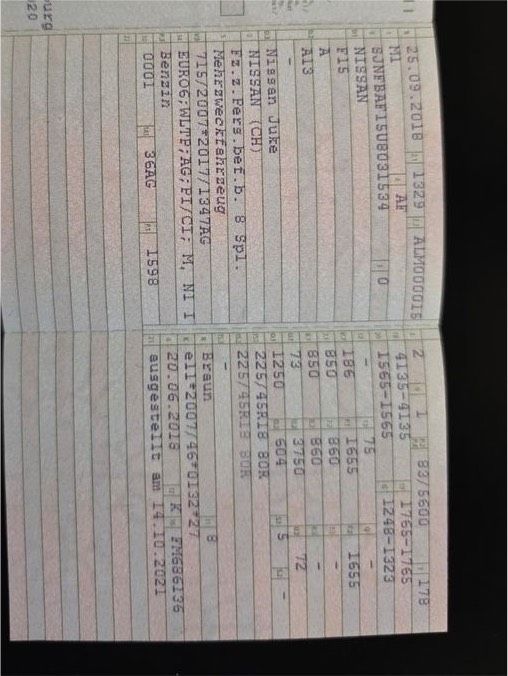 urg
020
25.09.2018 1329 ALM000015
M1 AF
SJNFBAF15U8031534 0
NISSAN
F15
A
A13
-
Nissan Juke
NISSAN (CH)
Fz.z.Pers.bef.b. 8 Spl.
Mehrzweckfahrzeug
715/2007*2017/1347AG
EURO6;WLTP;AG;PI/CI; M, N1 I
Benzin
0001 36AG 1598
2 1 83/5600 178
4135-4135 1765-1765
1565-1565 1248-1323
- 75 -
186 1655 1655
850 860 -
850 860 -
73 3750 72
1250 604 5 -
225/45R18 80R
225/45R18 80R
-
Braun 8
e11*2007/46*0132*27
20.06.2018 K PM686136
ausgestellt am 14.10.2021